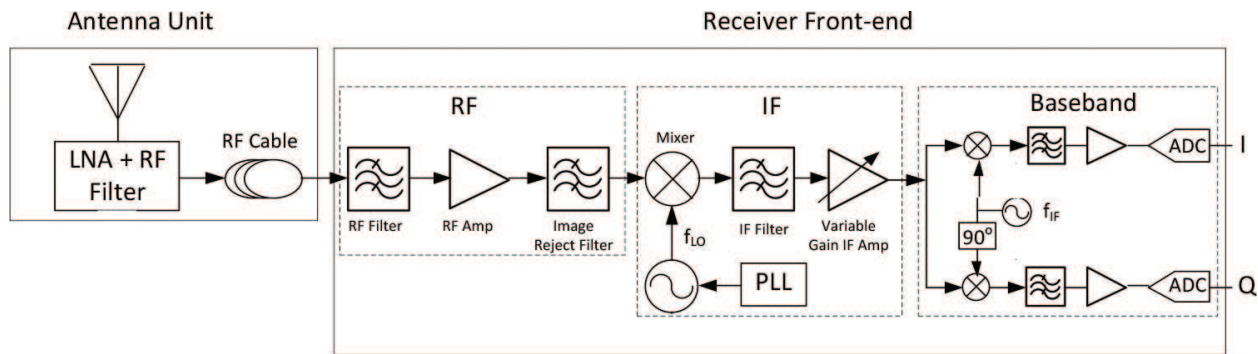 Antenna Unit
Receiver Front-end
RF
IF
Baseband
LNA + RF
Filter
RF Cable
RF Filter
RF Amp
Image
Reject Filter
Mixer
f_LO
PLL
IF Filter
Variable
Gain IF Amp
ADC
I
f_IF
90°
ADC
Q